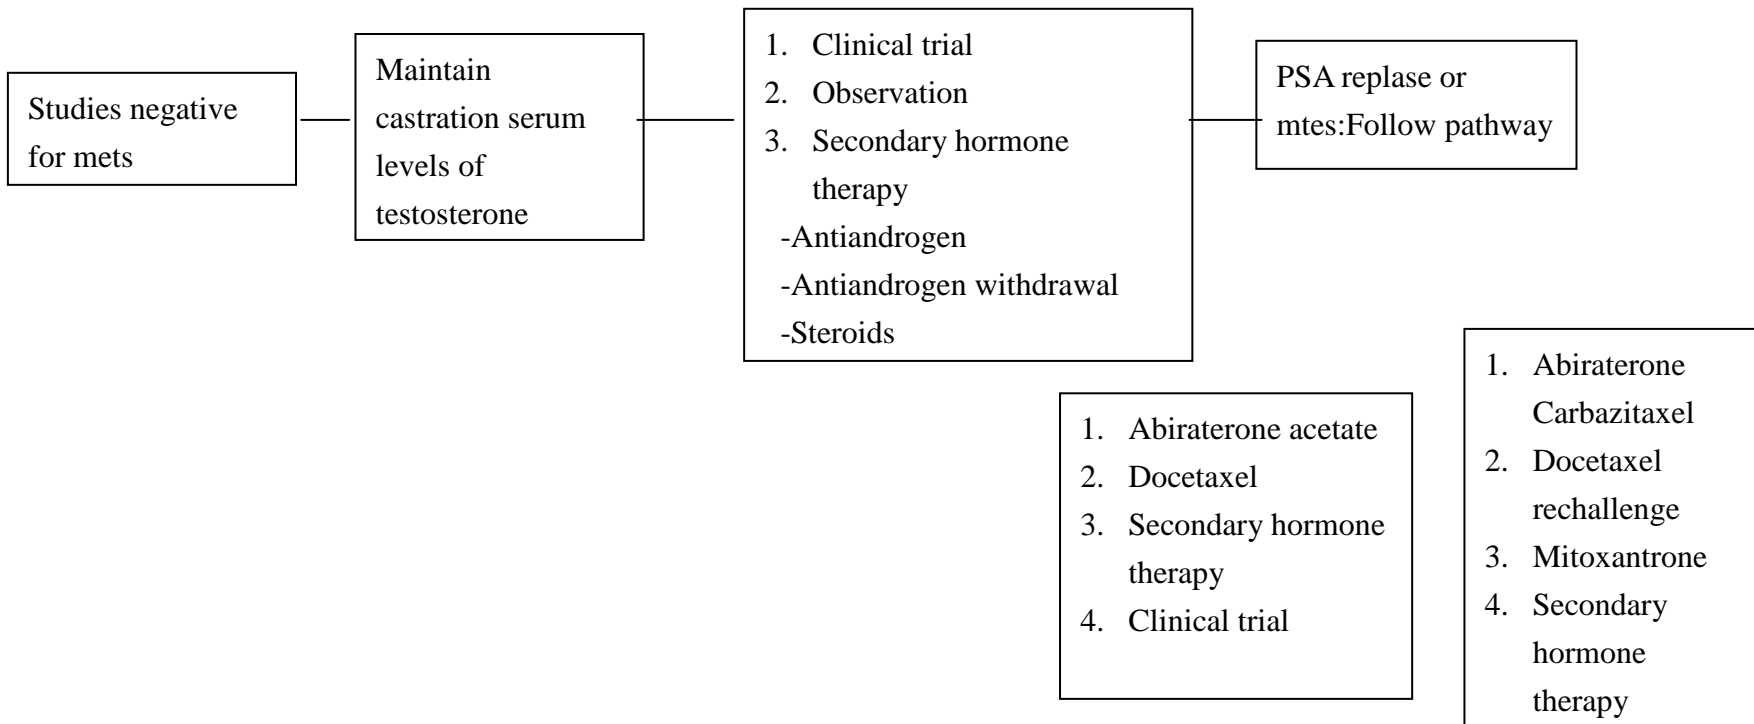 Studies negative
for mets
Maintain
castration serum
levels of
testosterone
1. Clinical trial
2. Observation
3. Secondary hormone
therapy
-Antiandrogen
-Antiandrogen withdrawal
-Steroids
PSA replase or
mtes:Follow pathway
1. Abiraterone acetate
2. Docetaxel
3. Secondary hormone
therapy
4. Clinical trial
1. Abiraterone
Carbazitaxel
2. Docetaxel
rechallenge
3. Mitoxantrone
4. Secondary
hormone
therapy